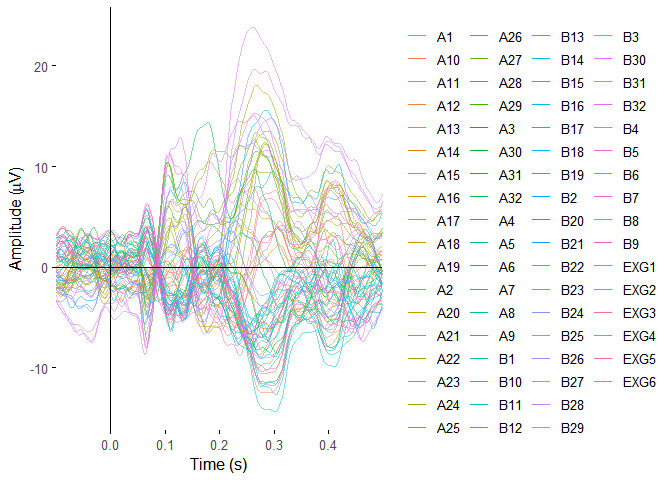 Amplitude (μV)
20
10
0
-10
0.0 0.1 0.2 0.3 0.4
Time (s)
A1 A26 B13 B3
A10 A27 B14 B30
A11 A28 B15 B31
A12 A29 B16 B32
A13 A3 B17 B4
A14 A30 B18 B5
A15 A31 B19 B6
A16 A32 B2 B7
A17 A4 B20 B8
A18 A5 B21 B9
A19 A6 B22 EXG1
A2 A7 B23 EXG2
A20 A8 B24 EXG3
A21 A9 B25 EXG4
A22 B1 B26 EXG5
A23 B10 B27 EXG6
A24 B11 B28
A25 B12 B29